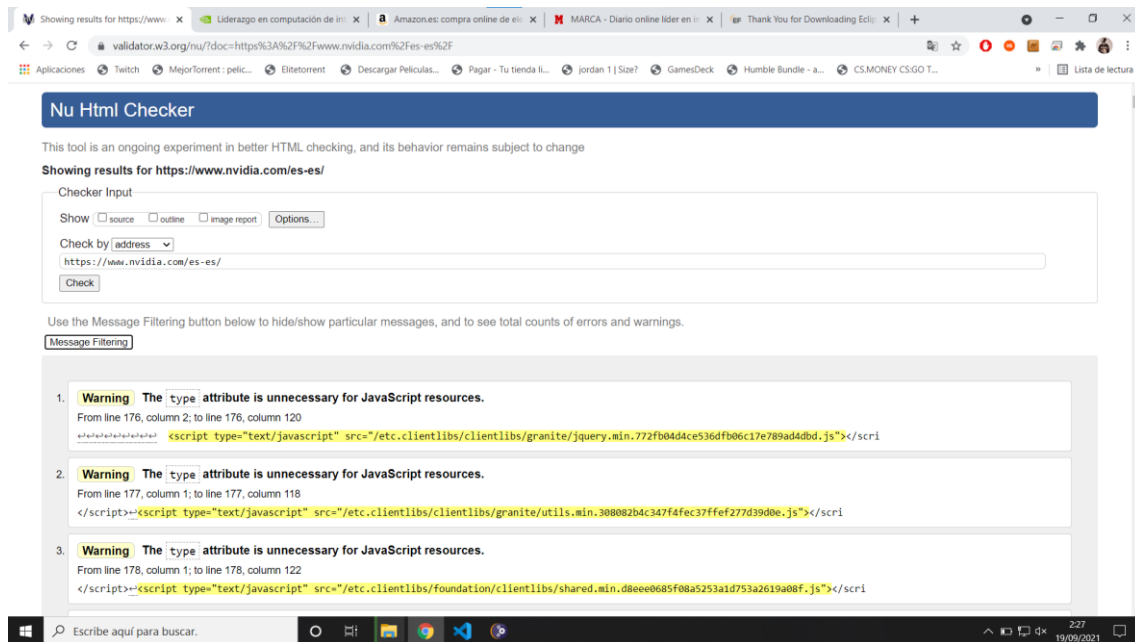 Showing results for https://www.
Liderazgo en computación de int
Amazon.es: compra online de ele
MARCA - Diario online líder en in
Thank You for Downloading Eclip
validator.w3.org/nu/?doc=https%3A%2F%2Fwww.nvidia.com%2Fes-es%2F
Aplicaciones Twitch MejorTorrent : pelic... Elitetorrent Descargar Peliculas... Pagar - Tu tienda li... jordan 1 | Size? GamesDeck Humble Bundle - a... CS.MONEY CS:GO T... » Lista de lectura
Nu Html Checker
This tool is an ongoing experiment in better HTML checking, and its behavior remains subject to change
Showing results for https://www.nvidia.com/es-es/
Checker Input
Show source outline image report Options...
Check by address
https://www.nvidia.com/es-es/
Check
Use the Message Filtering button below to hide/show particular messages, and to see total counts of errors and warnings.
Message Filtering
1. Warning The type attribute is unnecessary for JavaScript resources.
From line 176, column 2; to line 176, column 120
↩↩↩↩↩↩↩↩↩ <script type="text/javascript" src="/etc.clientlibs/clientlibs/granite/jquery.min.772fb04d4ce536dfb06c17e789ad4dbd.js"></scri
2. Warning The type attribute is unnecessary for JavaScript resources.
From line 177, column 1; to line 177, column 118
</script>↩<script type="text/javascript" src="/etc.clientlibs/clientlibs/granite/utils.min.308082b4c347f4fec37ffef277d39d0e.js"></scri
3. Warning The type attribute is unnecessary for JavaScript resources.
From line 178, column 1; to line 178, column 122
</script>↩<script type="text/javascript" src="/etc.clientlibs/foundation/clientlibs/shared.min.d8eee0685f08a5253a1d753a2619a08f.js"></scri
Escribe aquí para buscar.
2:27
19/09/2021